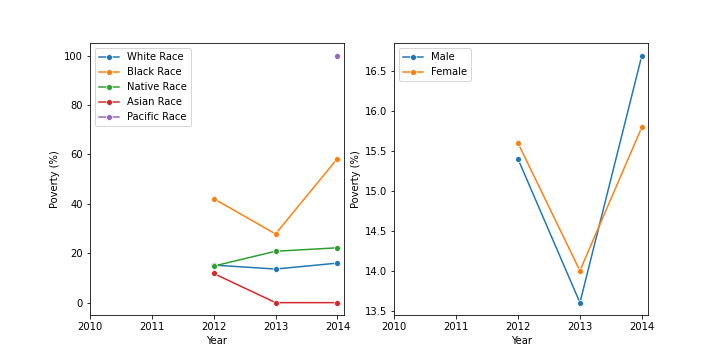 White Race
Black Race
Native Race
Asian Race
Pacific Race
100
80
60
40
20
0
Poverty (%)
2010 2011 2012 2013 2014
Year
Male
Female
16.5
16.0
15.5
15.0
14.5
14.0
13.5
Poverty (%)
2010 2011 2012 2013 2014
Year